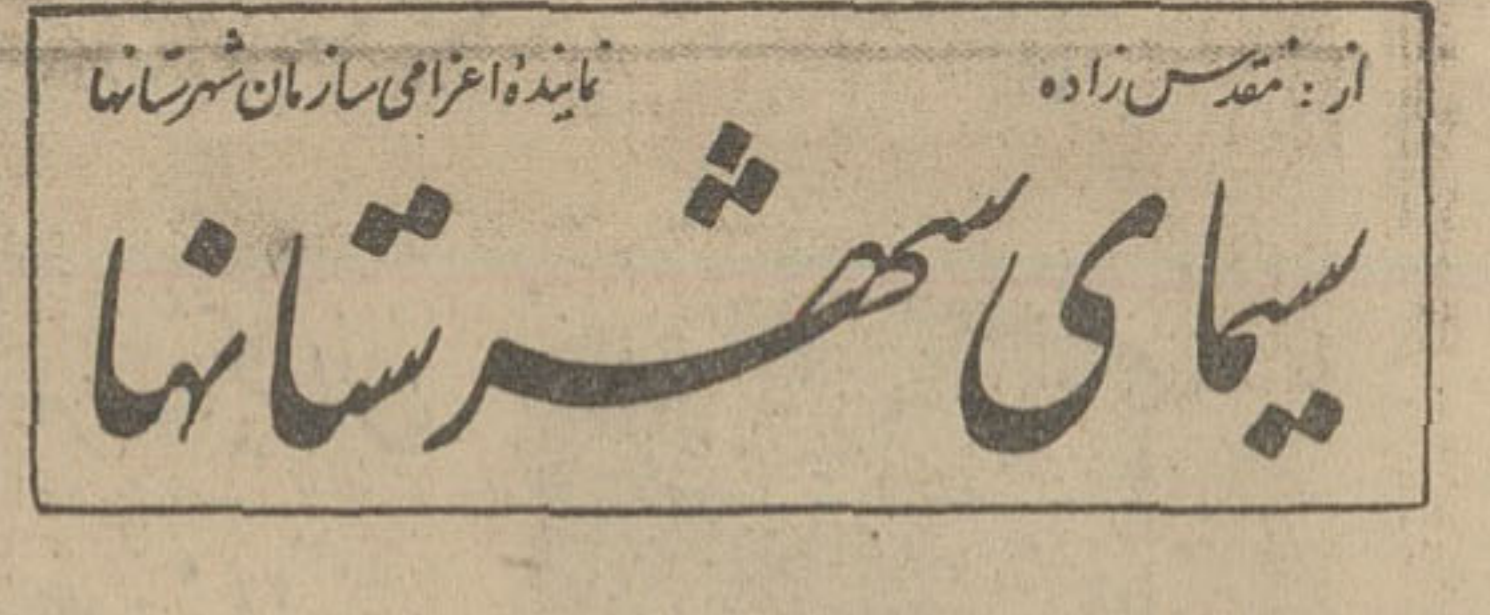 از : مقدس زاده    نمایندهٔ اعزامی سازمان شهرستانها
سیمای شهرستانها